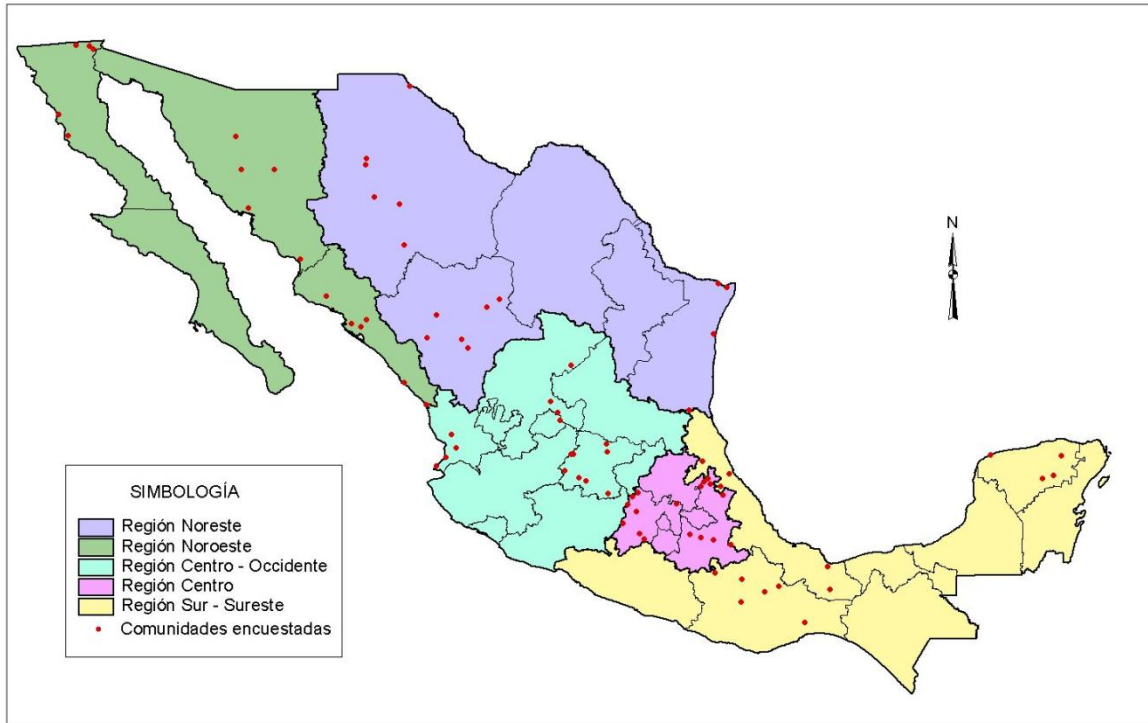 N
SIMBOLOGÍA
Región Noreste
Región Noroeste
Región Centro - Occidente
Región Centro
Región Sur - Sureste
Comunidades encuestadas